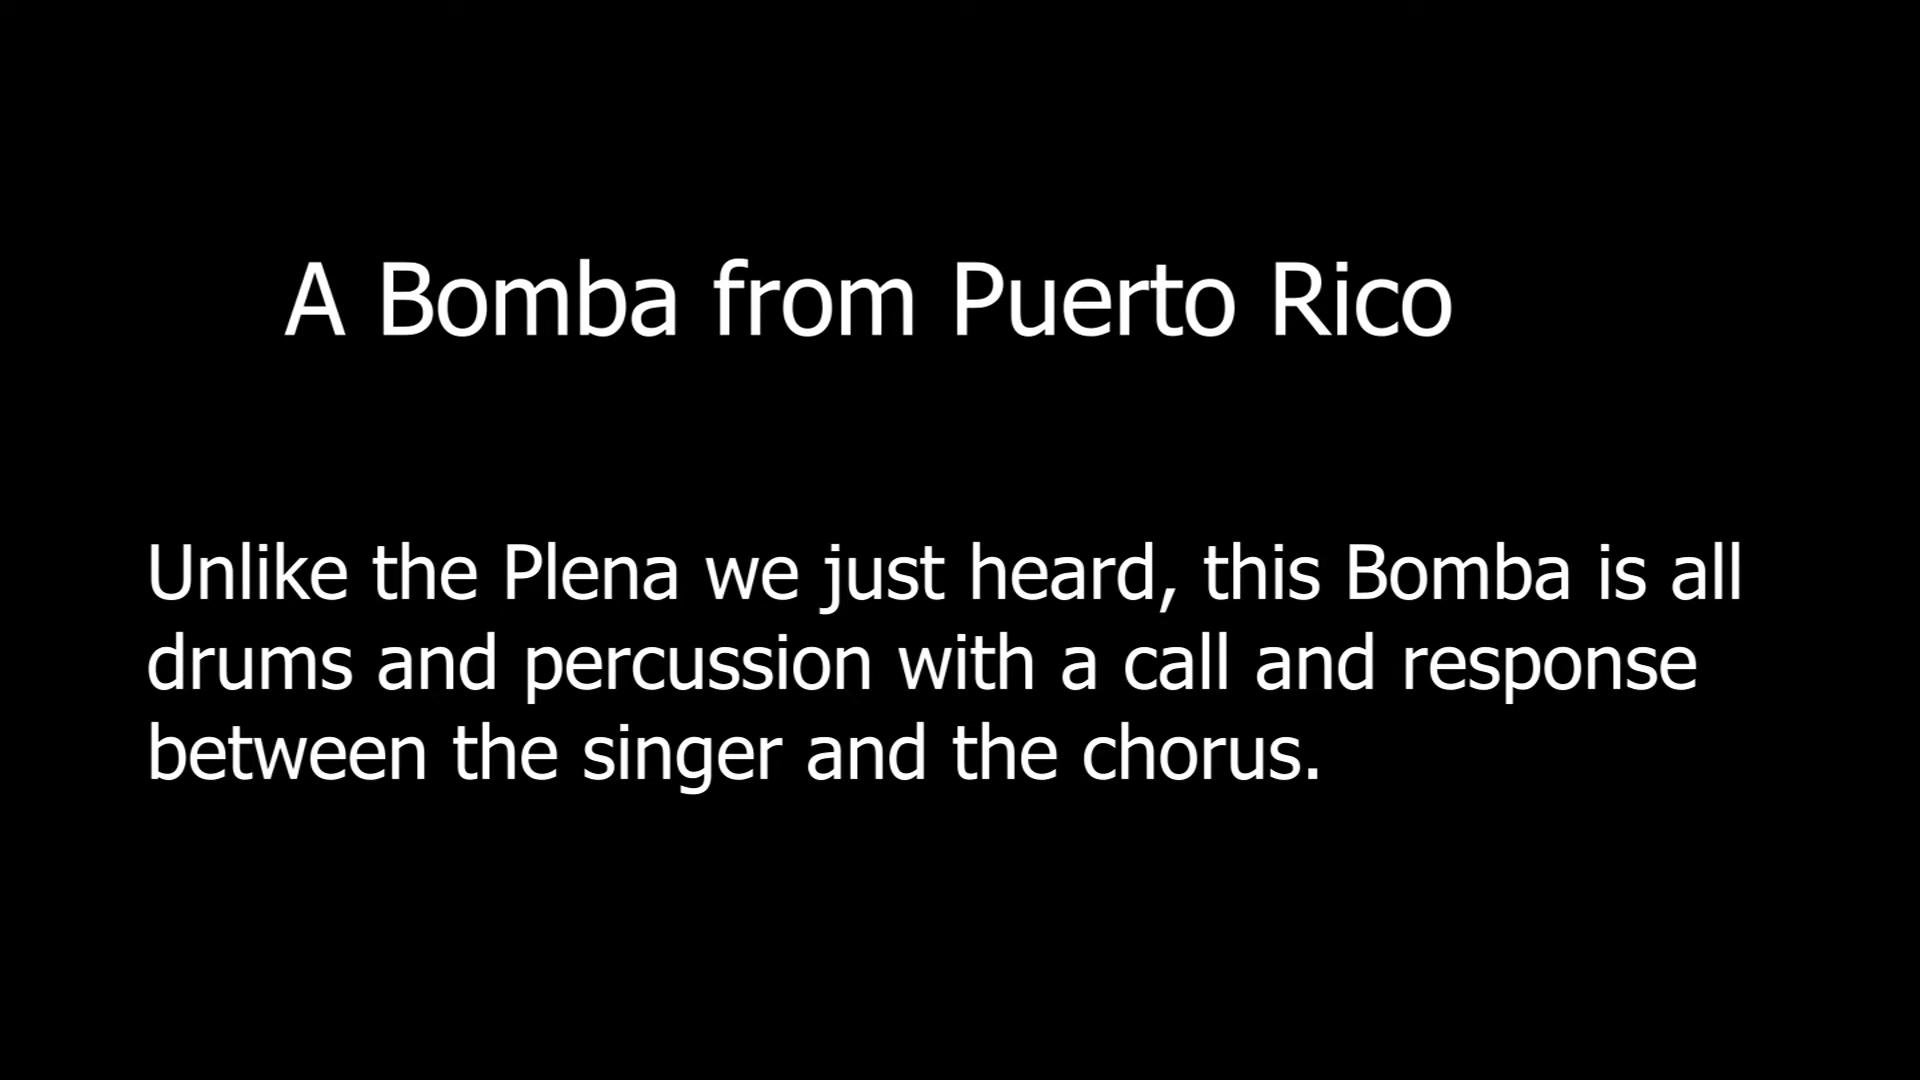 A Bomba from Puerto Rico
Unlike the Plena we just heard, this Bomba is all
drums and percussion with a call and response
between the singer and the chorus.